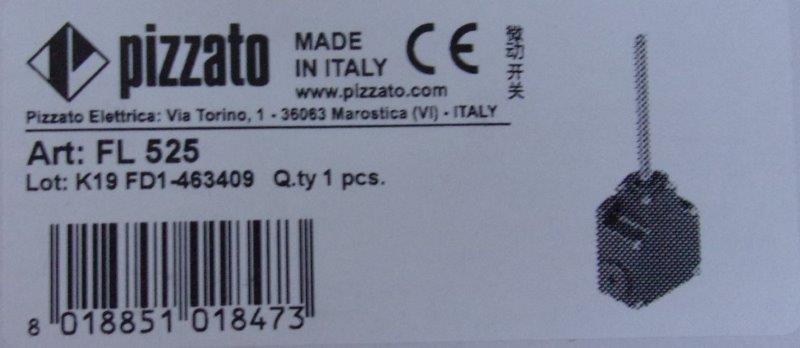 pizzato
MADE
IN ITALY
www.pizzato.com
CE
微动开关
Pizzato Elettrica: Via Torino, 1 - 36063 Marostica (VI) - ITALY
Art: FL 525
Lot: K19 FD1-463409 Q.ty 1 pcs.
8 018851 018473